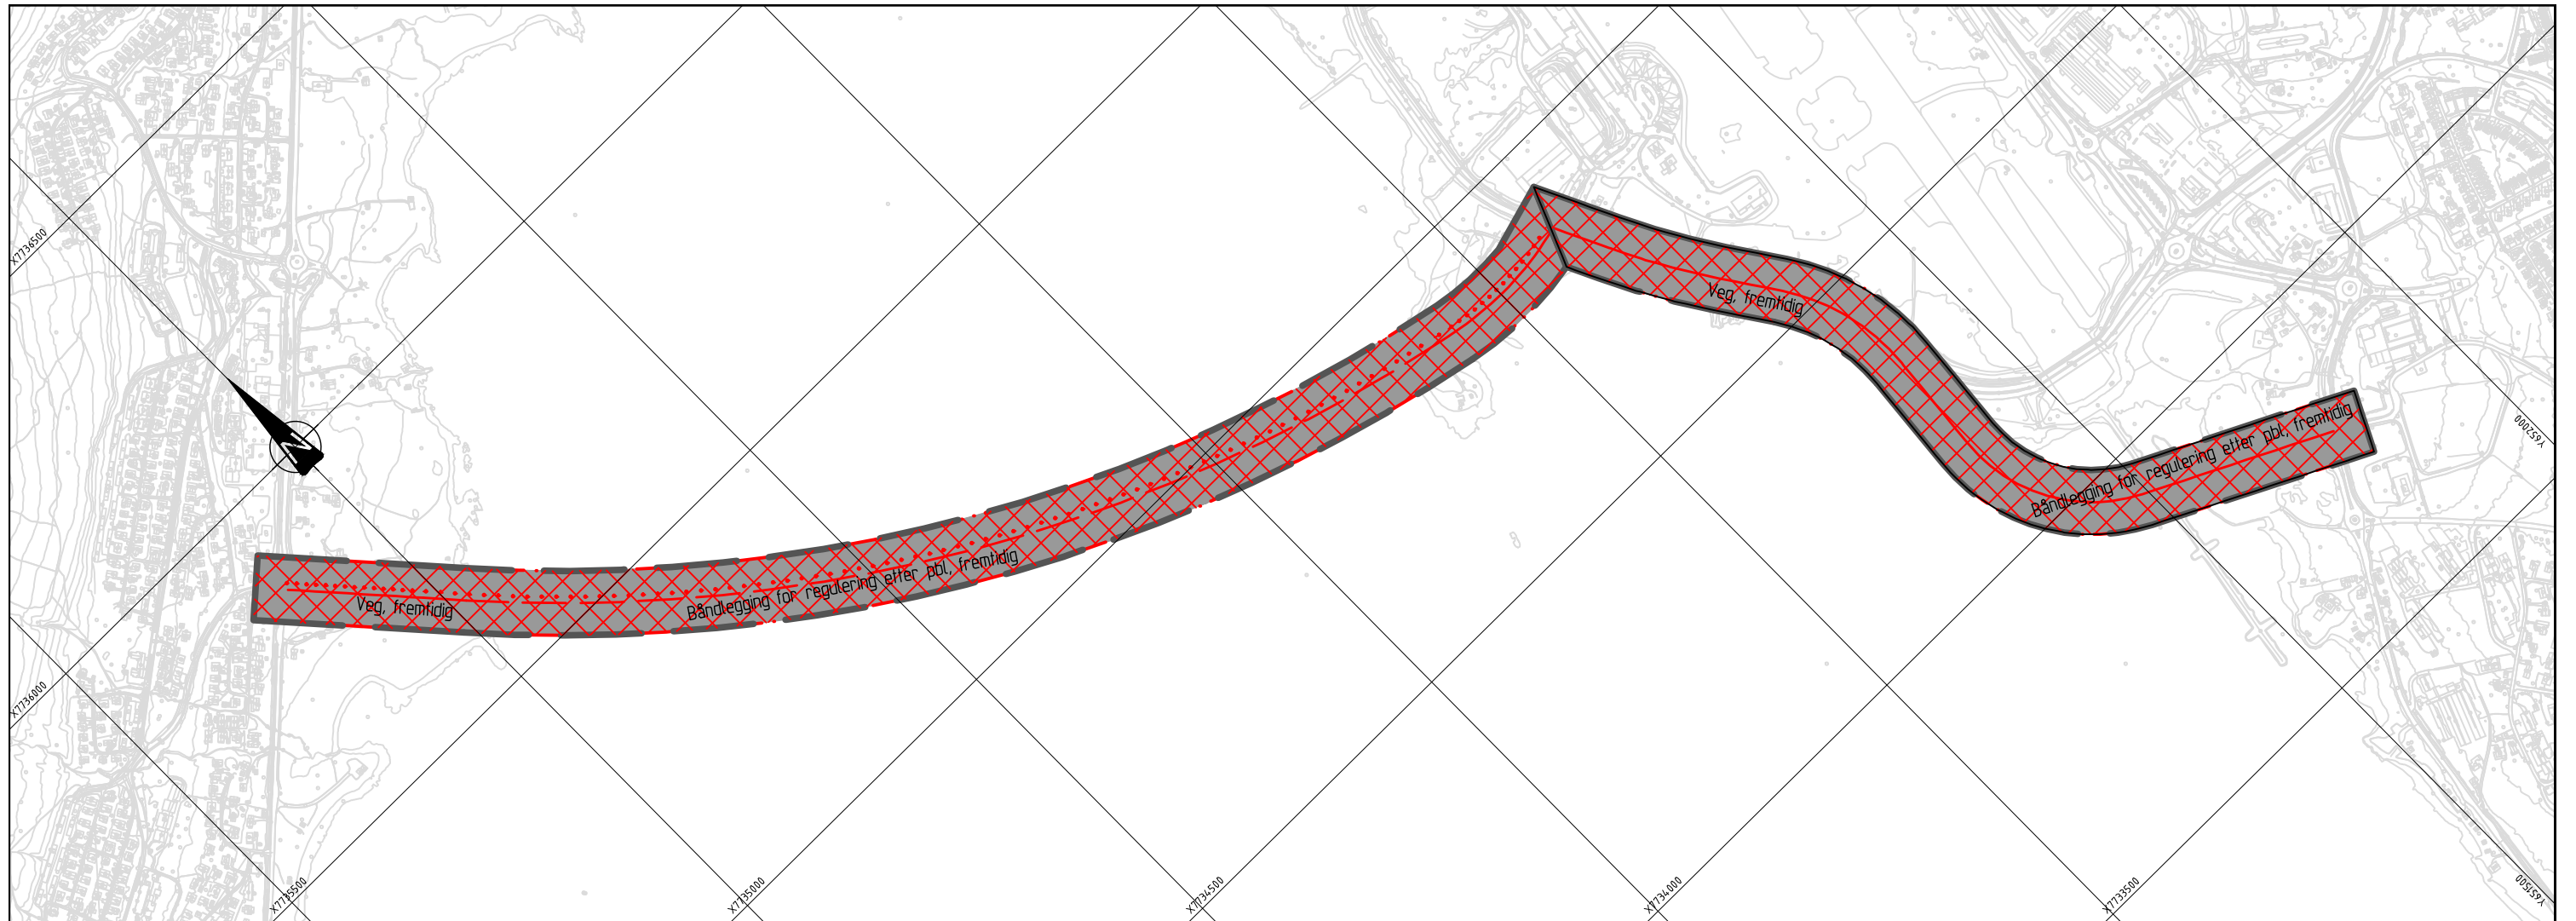 X7736500
Veg, fremtidig
Båndlegging for regulering etter pbl, fremtidig
Y652000
N
Båndlegging for regulering etter pbl, fremtidig
Veg, fremtidig
X7736000
X7735500
X7735000
X7734500
X7734000
X7733500
Y651500